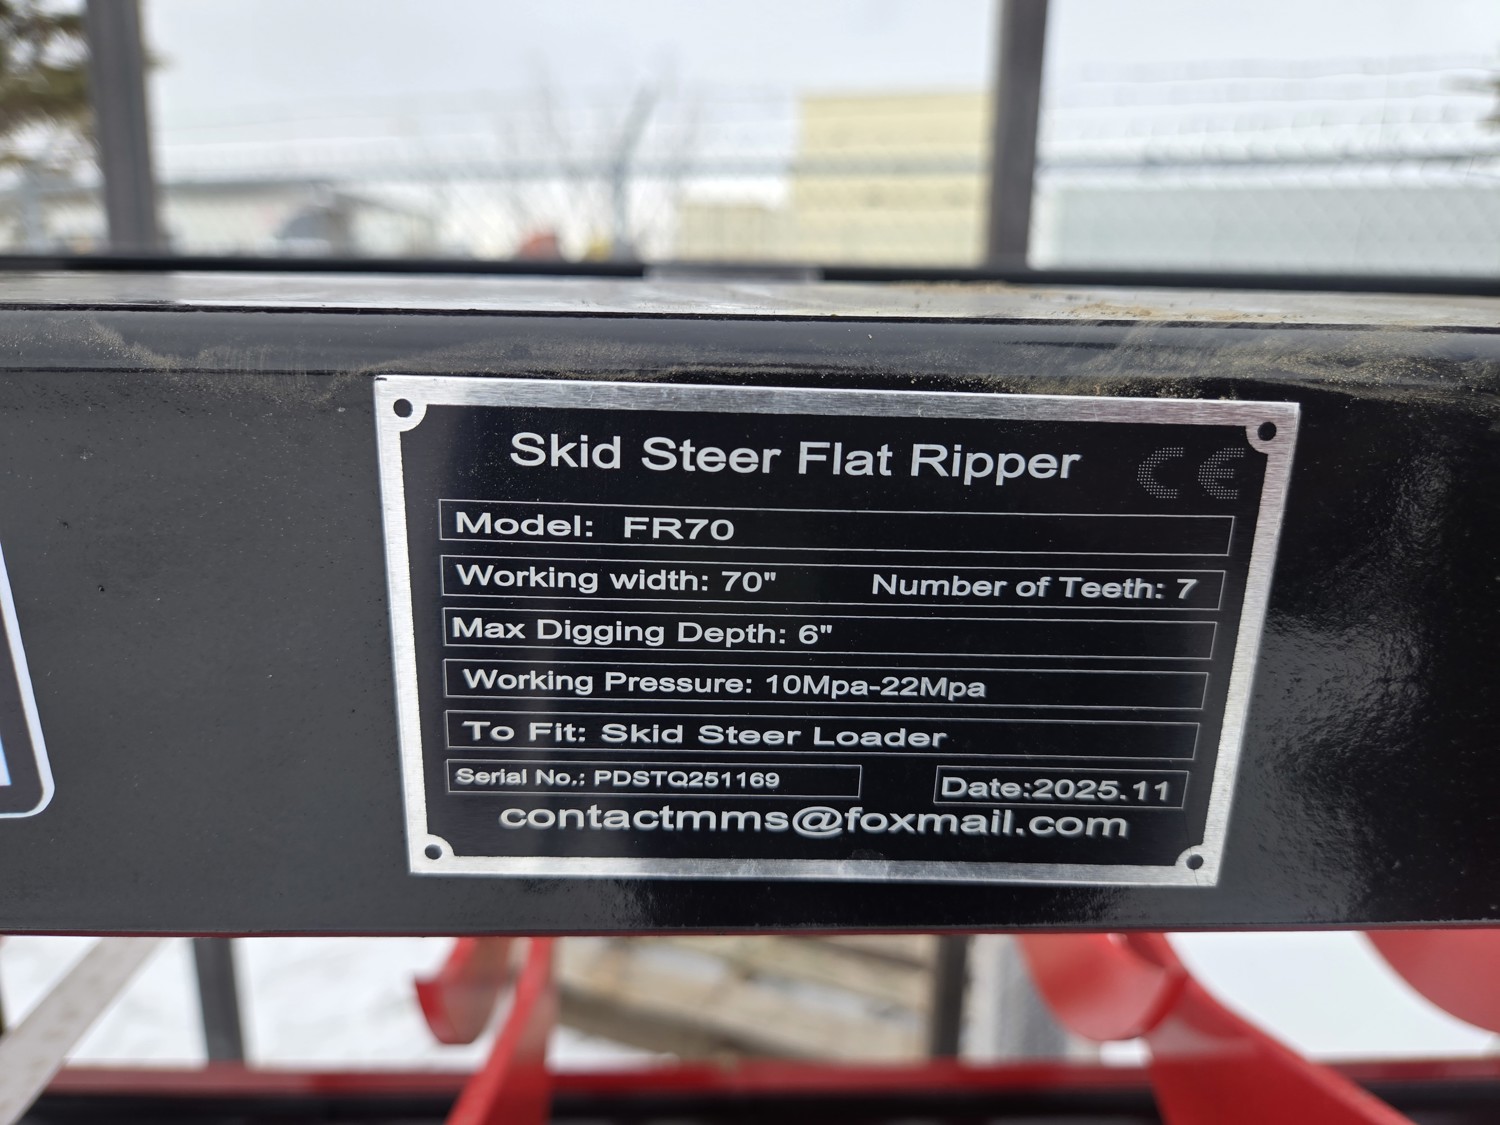 Skid Steer Flat Ripper CE
Model: FR70
Working width: 70" Number of Teeth: 7
Max Digging Depth: 6"
Working Pressure: 10Mpa-22Mpa
To Fit: Skid Steer Loader
Serial No.: PDSTQ251169 Date:2025.11
contactmms@foxmail.com